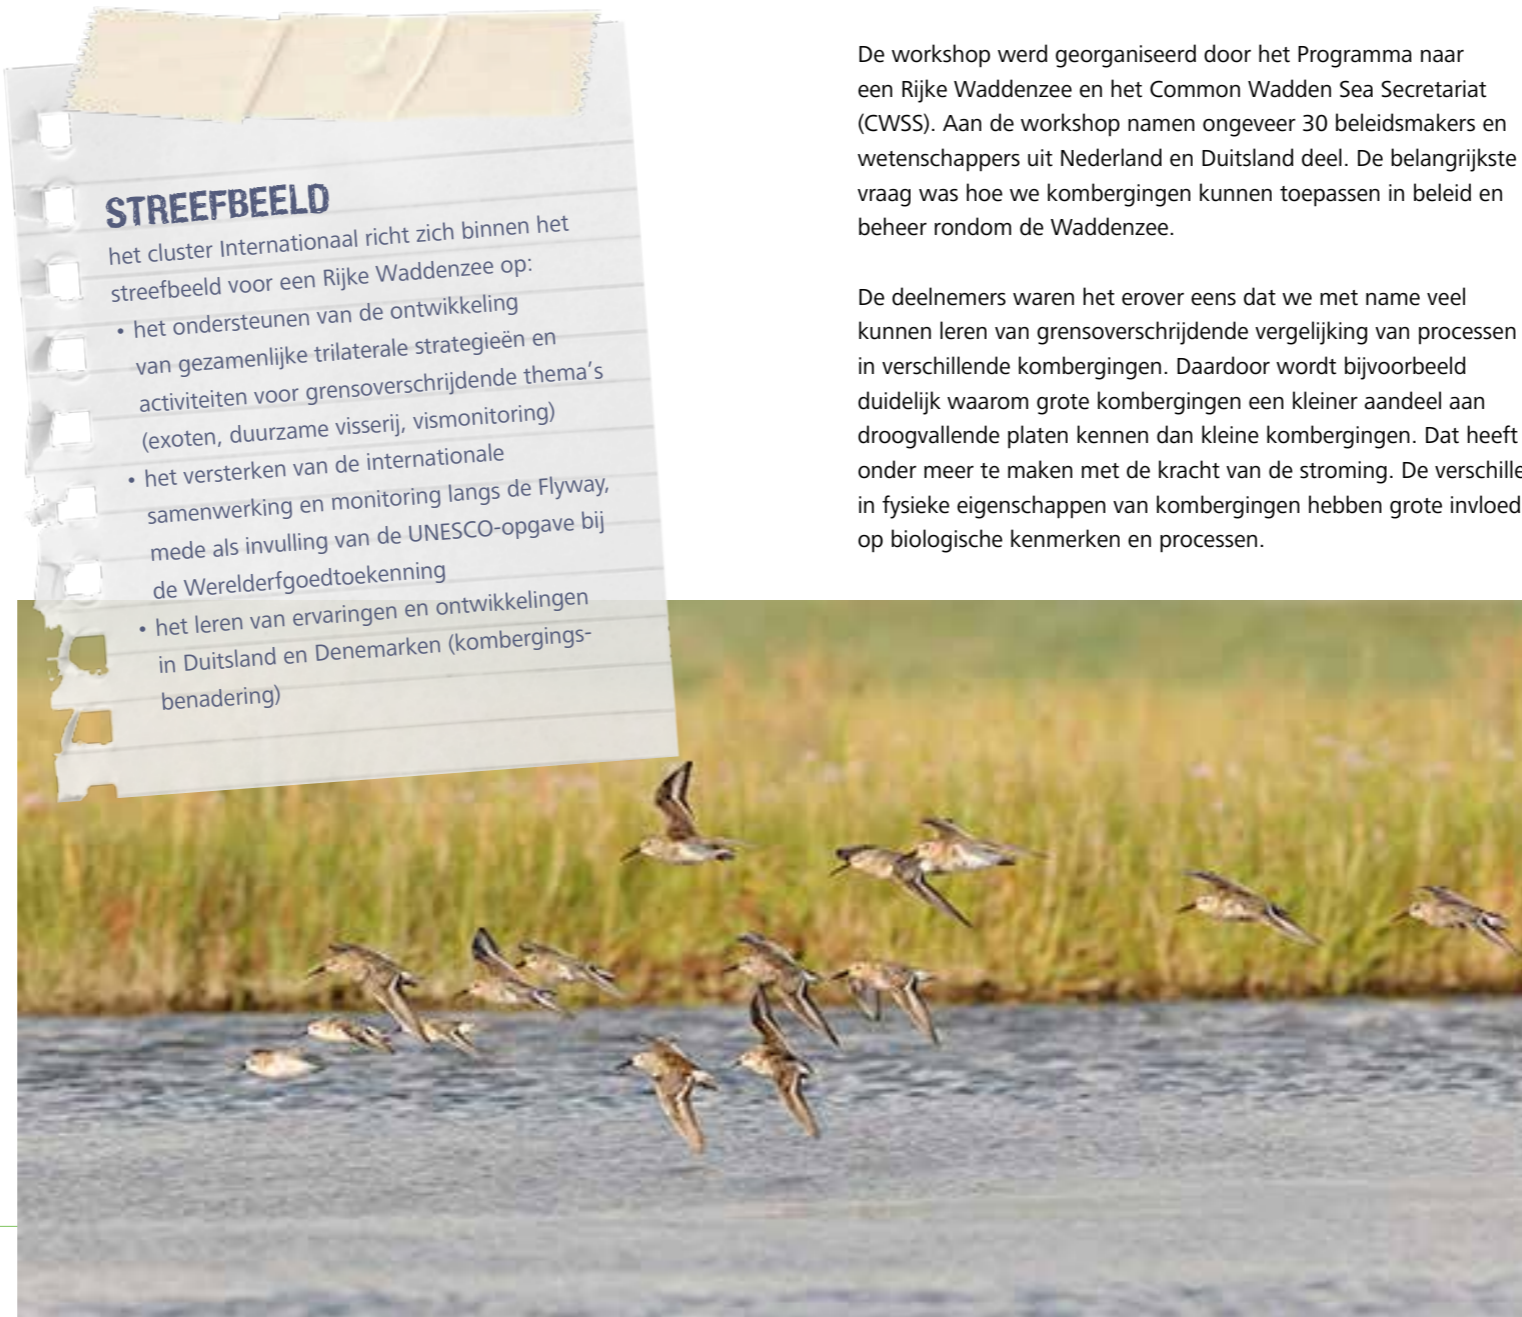 STREEFBEELD
het cluster Internationaal richt zich binnen het
streefbeeld voor een Rijke Waddenzee op:
• het ondersteunen van de ontwikkeling
van gezamenlijke trilaterale strategieën en
activiteiten voor grensoverschrijdende thema's
(exoten, duurzame visserij, vismonitoring)
• het versterken van de internationale
samenwerking en monitoring langs de Flyway,
mede als invulling van de UNESCO-opgave bij
de Werelderfgoedtoekenning
• het leren van ervaringen en ontwikkelingen
in Duitsland en Denemarken (kombergings-
benadering)
De workshop werd georganiseerd door het Programma naar
een Rijke Waddenzee en het Common Wadden Sea Secretariat
(CWSS). Aan de workshop namen ongeveer 30 beleidsmakers en
wetenschappers uit Nederland en Duitsland deel. De belangrijkste
vraag was hoe we kombergingen kunnen toepassen in beleid en
beheer rondom de Waddenzee.
De deelnemers waren het erover eens dat we met name veel
kunnen leren van grensoverschrijdende vergelijking van processen
in verschillende kombergingen. Daardoor wordt bijvoorbeeld
duidelijk waarom grote kombergingen een kleiner aandeel aan
droogvallende platen kennen dan kleine kombergingen. Dat heeft
onder meer te maken met de kracht van de stroming. De verschille
in fysieke eigenschappen van kombergingen hebben grote invloed
op biologische kenmerken en processen.